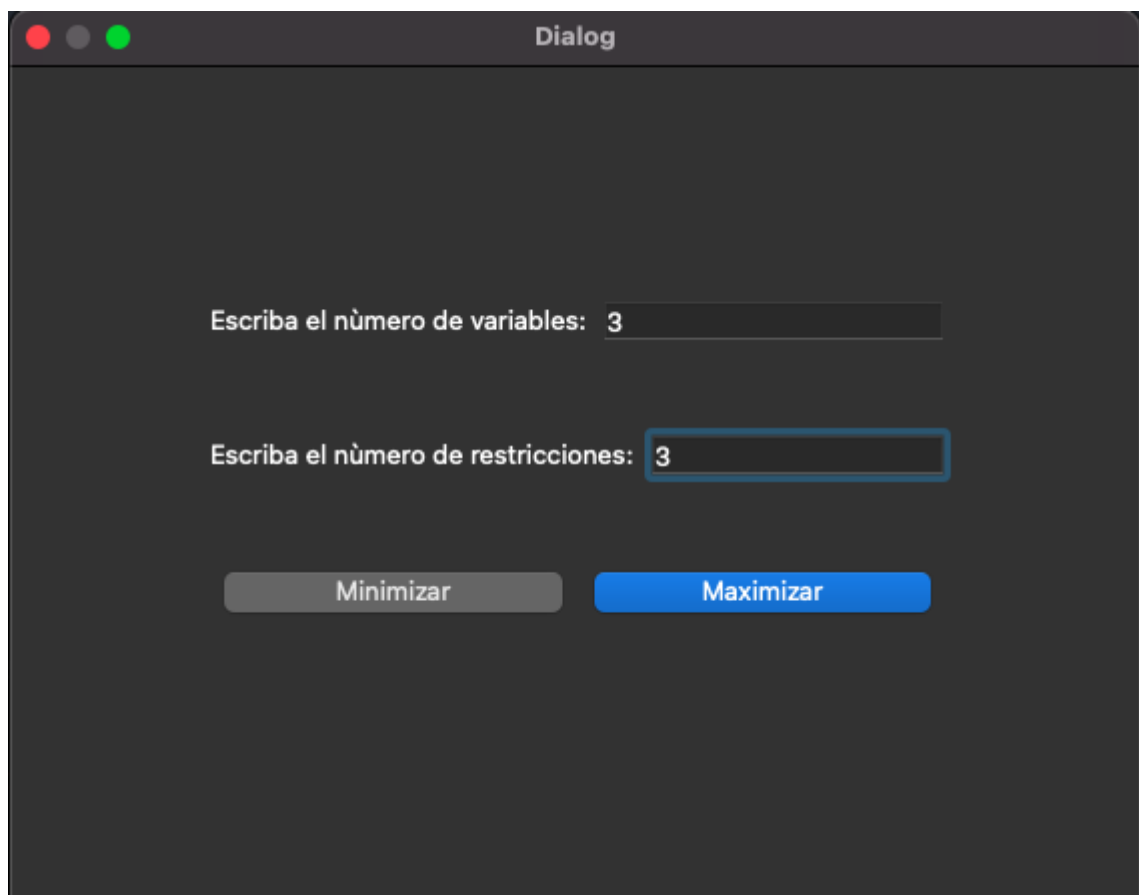 Dialog
Escriba el nùmero de variables: 3
Escriba el nùmero de restricciones: 3
Minimizar Maximizar